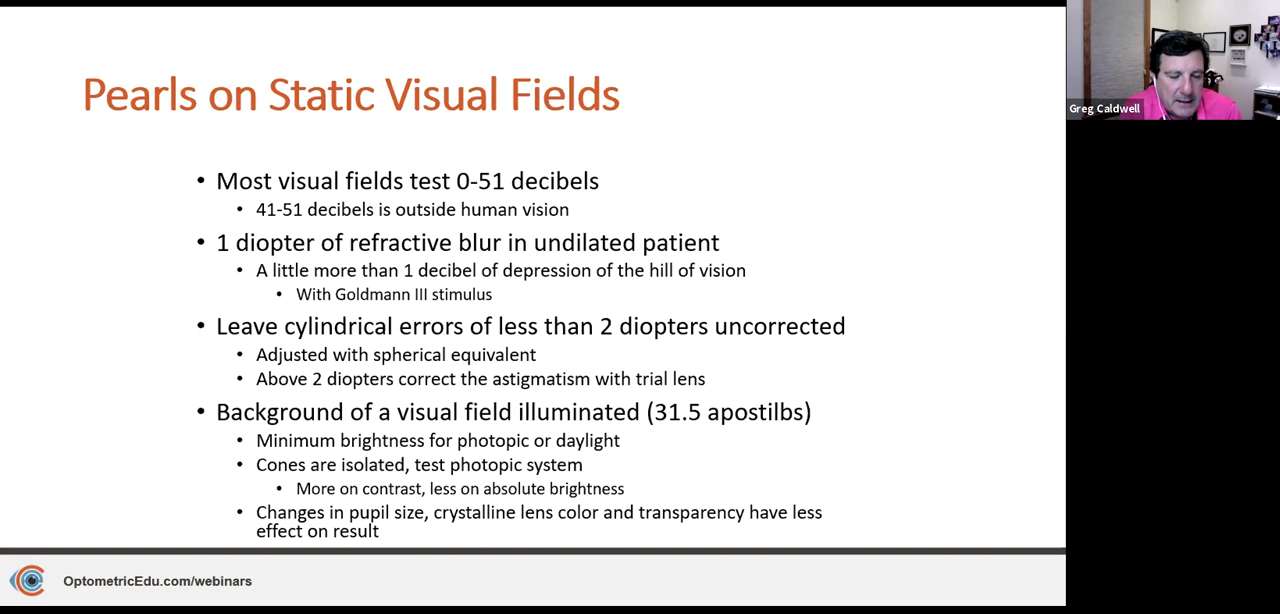 Pearls on Static Visual Fields
• Most visual fields test 0-51 decibels
• 41-51 decibels is outside human vision
• 1 diopter of refractive blur in undilated patient
• A little more than 1 decibel of depression of the hill of vision
• With Goldmann III stimulus
• Leave cylindrical errors of less than 2 diopters uncorrected
• Adjusted with spherical equivalent
• Above 2 diopters correct the astigmatism with trial lens
• Background of a visual field illuminated (31.5 apostilbs)
• Minimum brightness for photopic or daylight
• Cones are isolated, test photopic system
• More on contrast, less on absolute brightness
• Changes in pupil size, crystalline lens color and transparency have less
effect on result
OptometricEdu.com/webinars
Greg Caldwell